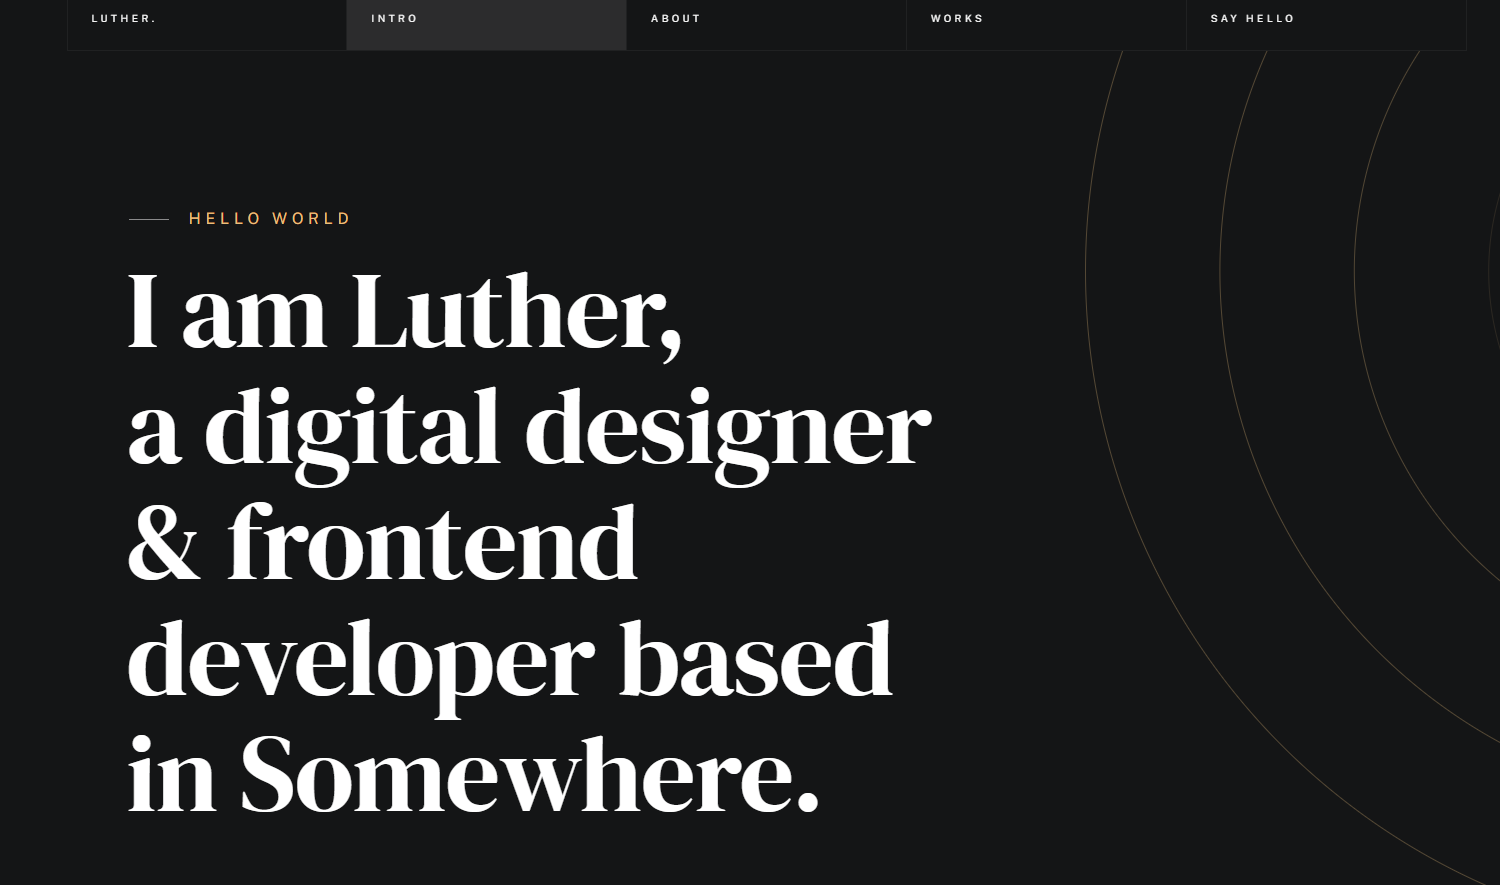 LUTHER.
INTRO
ABOUT
WORKS
SAY HELLO
HELLO WORLD
I am Luther,
a digital designer
& frontend
developer based
in Somewhere.